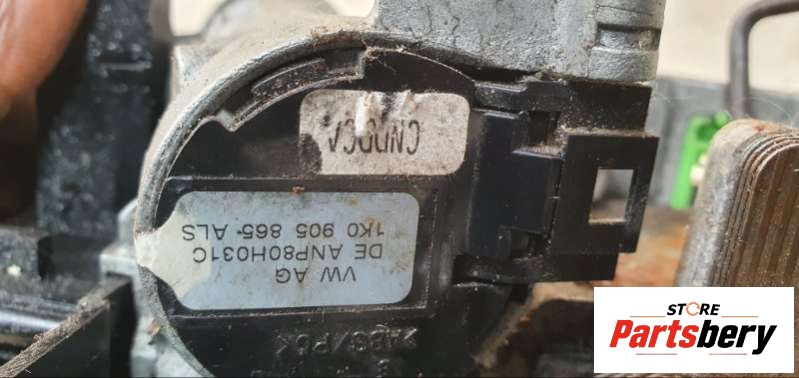 CNDDCA
VW AG
DE ANP80H031C
1K0 905 865 ALS
STORE
Partsbery